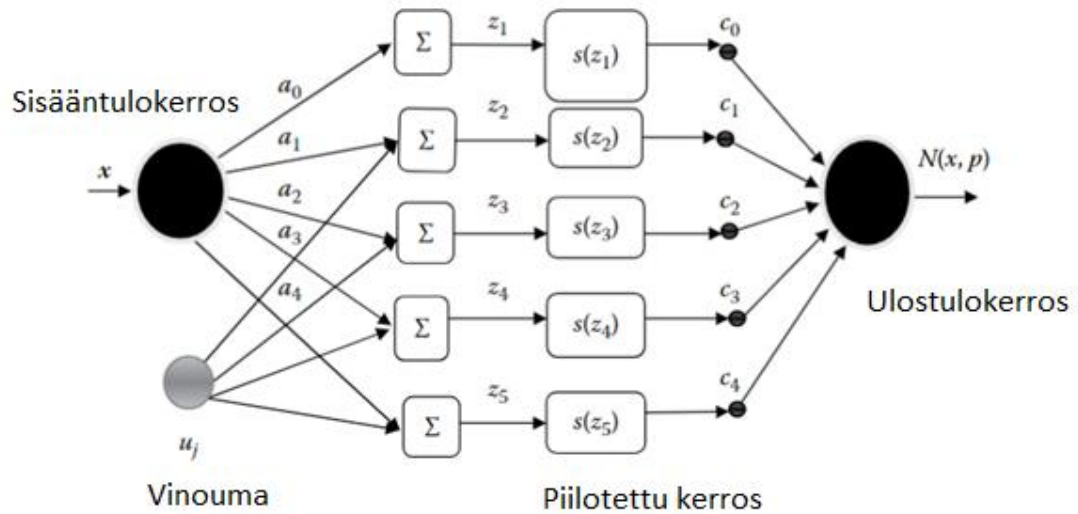 Sisääntulokerros
x
a0
a1
a2
a3
a4
uj
Vinouma
Σ z1 s(z1) c0
Σ z2 s(z2) c1
Σ z3 s(z3) c2
Σ z4 s(z4) c3
Σ z5 s(z5) c4
Piilotettu kerros
N(x, p)
Ulostulokerros